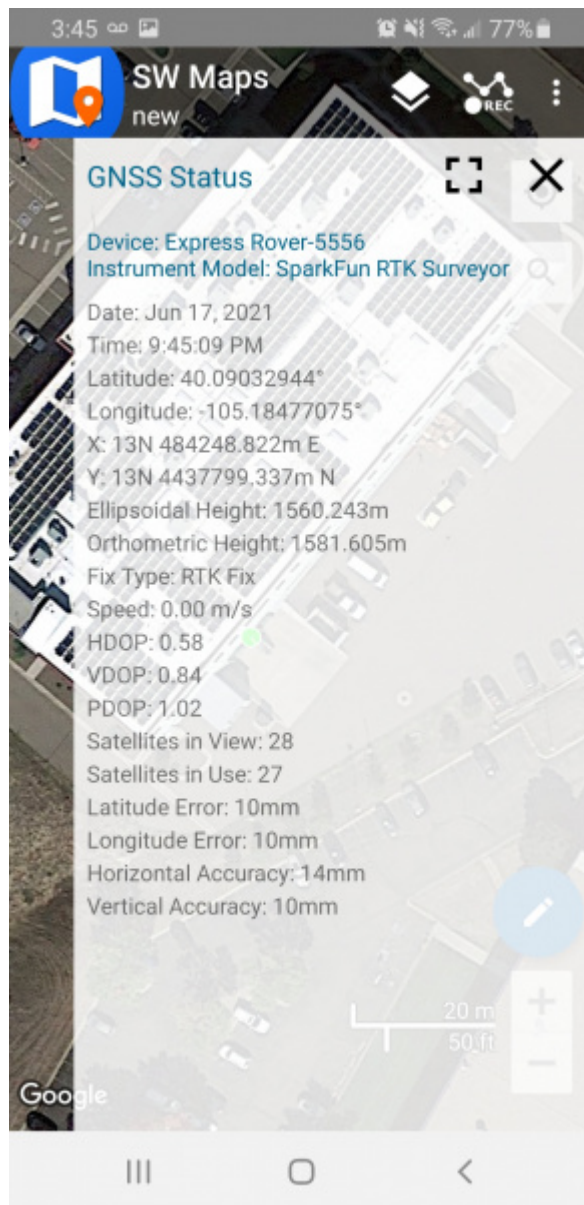 3:45
77%
SW Maps
new
REC
GNSS Status
Device: Express Rover-5556
Instrument Model: SparkFun RTK Surveyor
Date: Jun 17, 2021
Time: 9:45:09 PM
Latitude: 40.09032944°
Longitude: -105.18477075°
X: 13N 484248.822m E
Y: 13N 4437799.337m N
Ellipsoidal Height: 1560.243m
Orthometric Height: 1581.605m
Fix Type: RTK Fix
Speed: 0.00 m/s
HDOP: 0.58
VDOP: 0.84
PDOP: 1.02
Satellites in View: 28
Satellites in Use: 27
Latitude Error: 10mm
Longitude Error: 10mm
Horizontal Accuracy: 14mm
Vertical Accuracy: 10mm
20 m
50 ft
Google